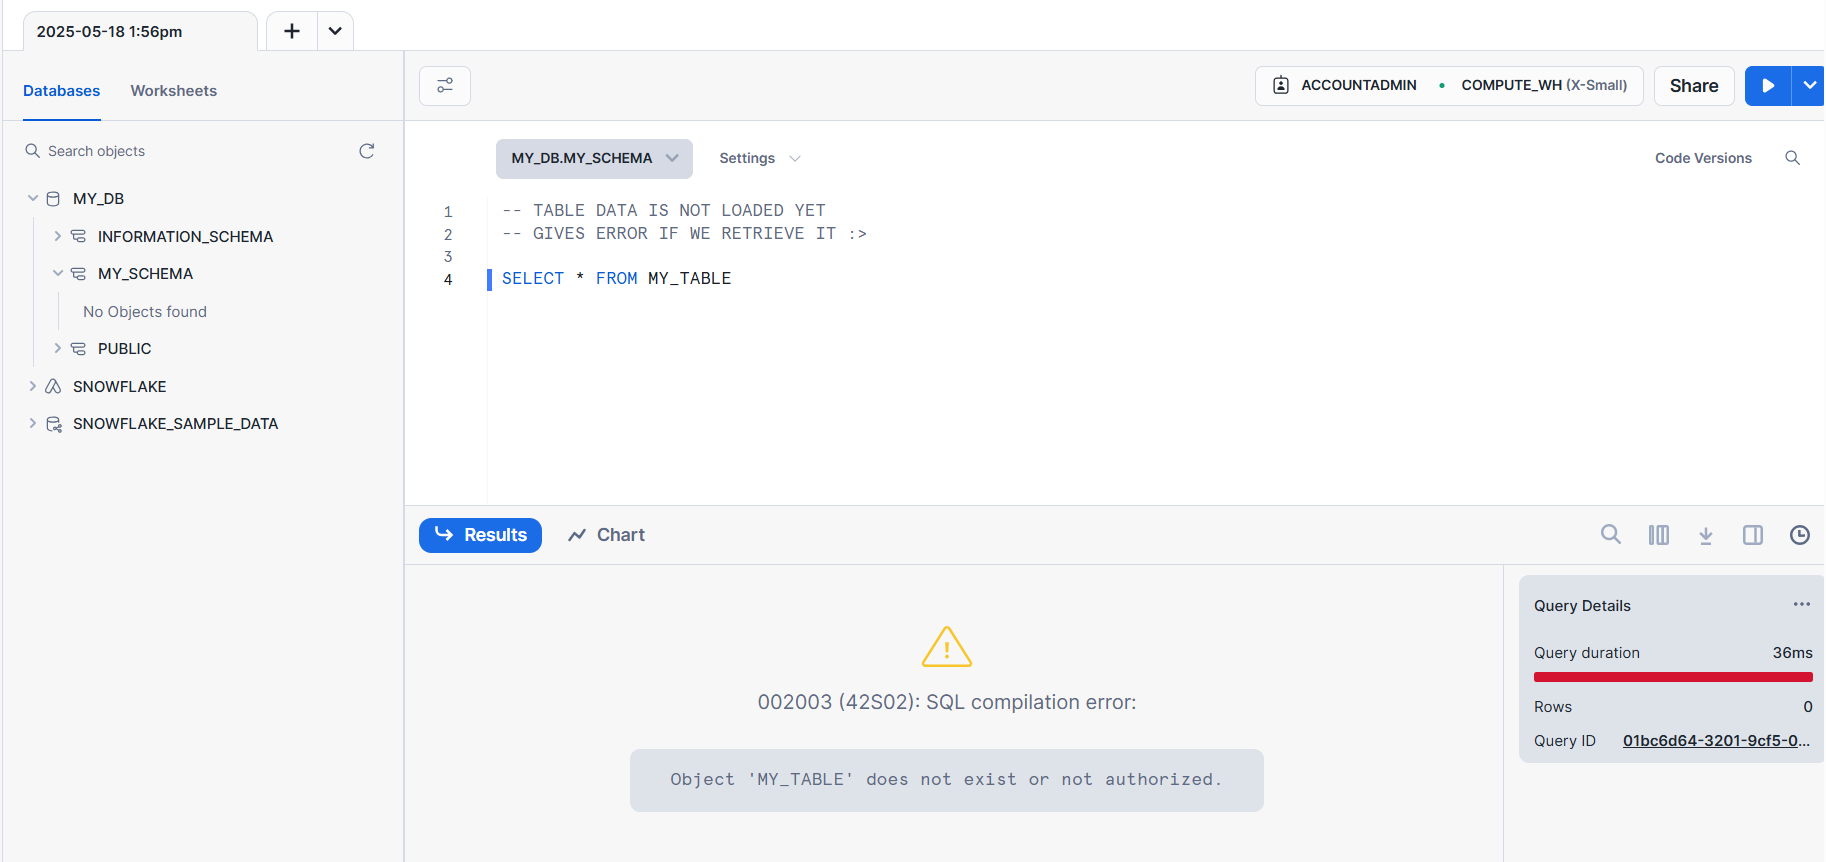 2025-05-18 1:56pm
Databases
Worksheets
ACCOUNTADMIN
COMPUTE_WH (X-Small)
Share
Search objects
MY_DB
INFORMATION_SCHEMA
MY_SCHEMA
No Objects found
PUBLIC
SNOWFLAKE
SNOWFLAKE_SAMPLE_DATA
MY_DB.MY_SCHEMA
Settings
Code Versions
1 -- TABLE DATA IS NOT LOADED YET
2 -- GIVES ERROR IF WE RETRIEVE IT :>
3
4 SELECT * FROM MY_TABLE
Results
Chart
002003 (42S02): SQL compilation error:
Object 'MY_TABLE' does not exist or not authorized.
Query Details
Query duration 36ms
Rows 0
Query ID 01bc6d64-3201-9cf5-0...